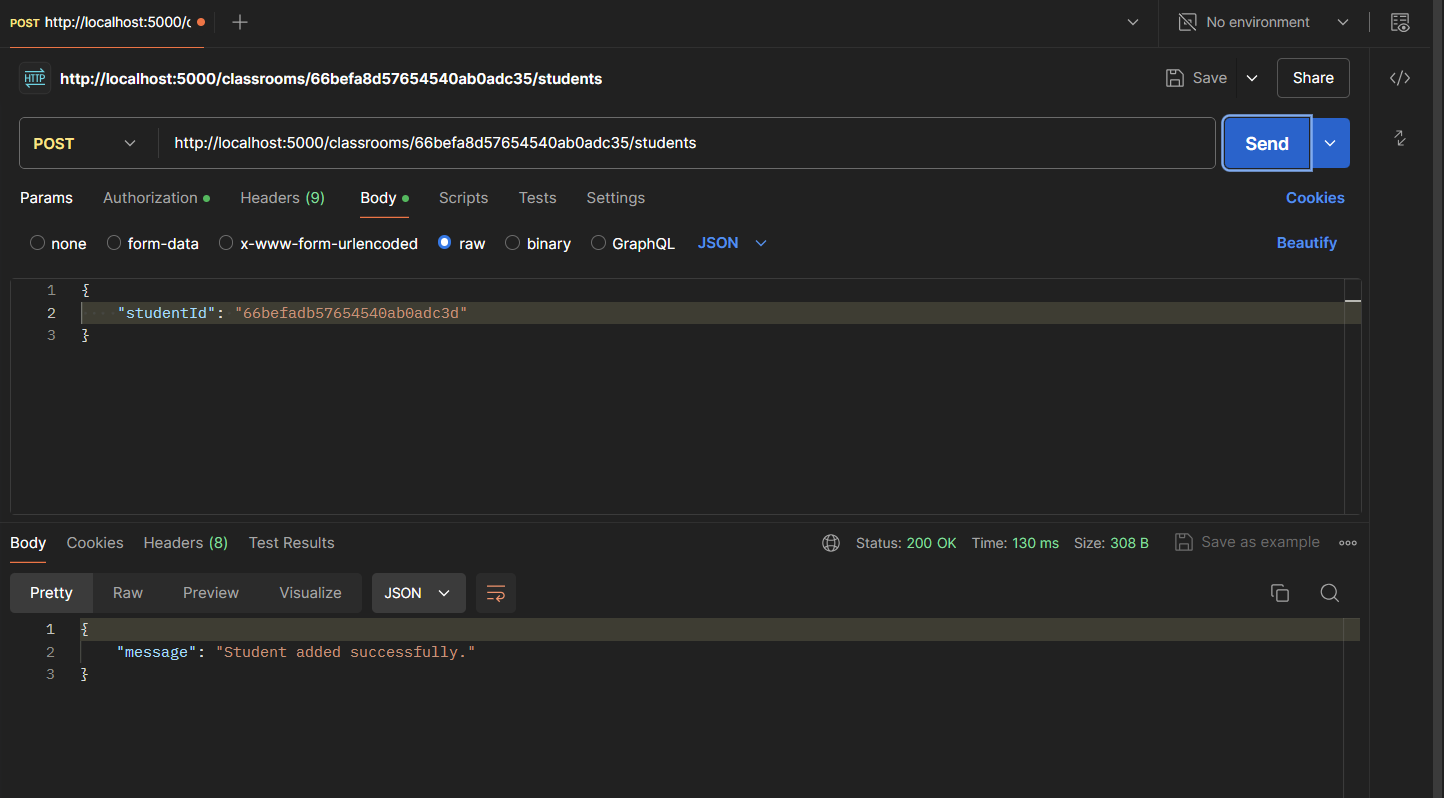 POST http://localhost:5000/c
No environment
HTTP http://localhost:5000/classrooms/66befa8d57654540ab0adc35/students
Save
Share
POST
http://localhost:5000/classrooms/66befa8d57654540ab0adc35/students
Send
Params Authorization Headers (9) Body Scripts Tests Settings Cookies
none form-data x-www-form-urlencoded raw binary GraphQL JSON Beautify
1 {
2 "studentId": "66befadb57654540ab0adc3d"
3 }
Body Cookies Headers (8) Test Results Status: 200 OK Time: 130 ms Size: 308 B Save as example
Pretty Raw Preview Visualize JSON
1 {
2 "message": "Student added successfully."
3 }